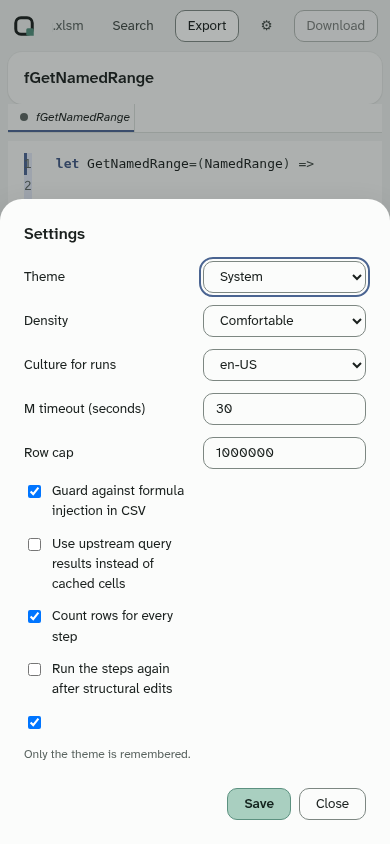 .xlsm Search Export ⚙ Download
fGetNamedRange
fGetNamedRange
1 let GetNamedRange=(NamedRange) =>
2
Settings
Theme System
Density Comfortable
Culture for runs en-US
M timeout (seconds) 30
Row cap 1000000
Guard against formula
injection in CSV
Use upstream query
results instead of
cached cells
Count rows for every
step
Run the steps again
after structural edits
Only the theme is remembered.
Save Close